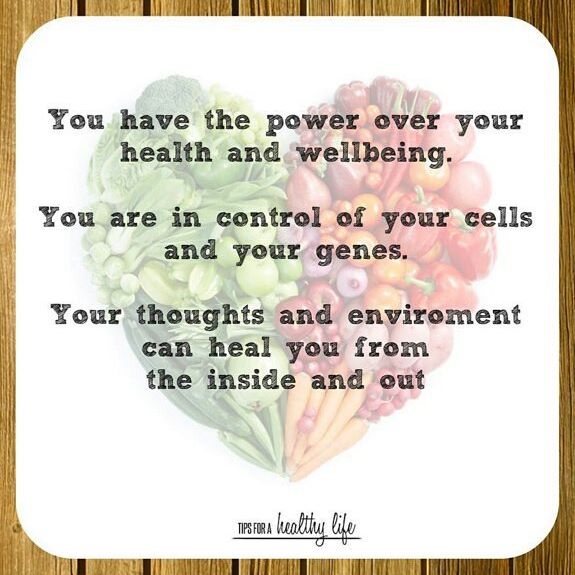 You have the power over your
health and wellbeing.
You are in control of your cells
and your genes.
Your thoughts and enviroment
can heal you from
the inside and out
TIPS FOR A healthy life